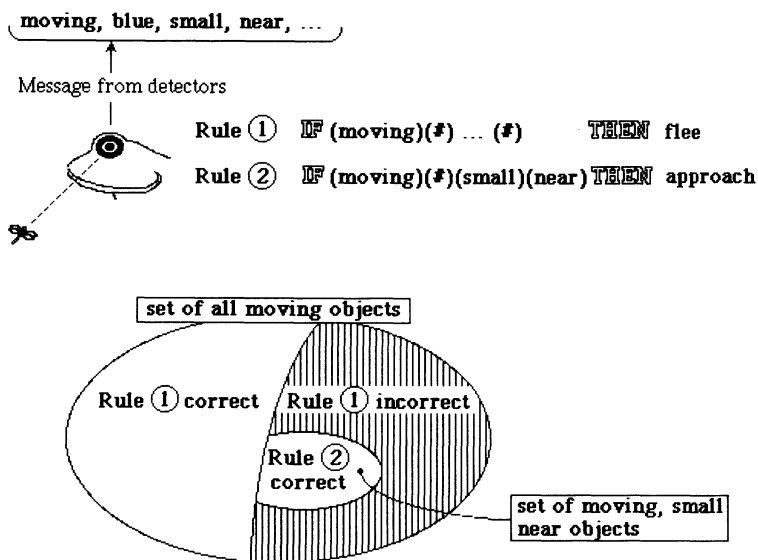 moving, blue, small, near, ...
Message from detectors
Rule ① IF (moving)(#) ... (#) THEN flee
Rule ② IF (moving)(#)(small)(near) THEN approach
set of all moving objects
Rule ① correct
Rule ① incorrect
Rule ②
correct
set of moving, small
near objects